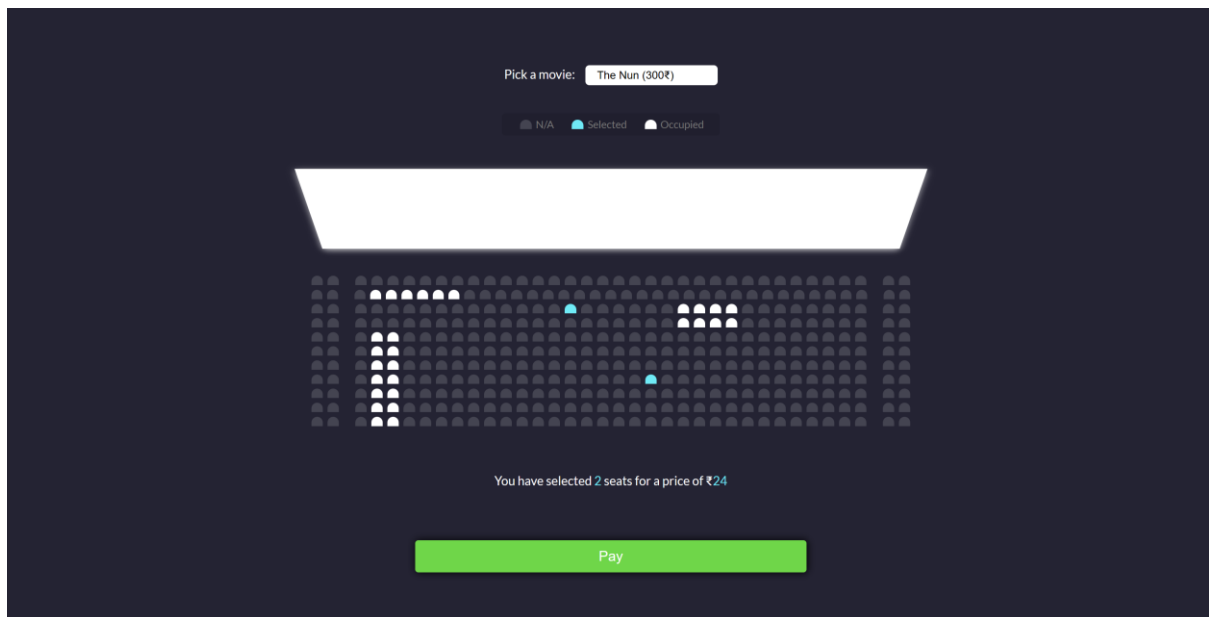 Pick a movie: The Nun (300₹)
N/A Selected Occupied
You have selected 2 seats for a price of ₹24
Pay